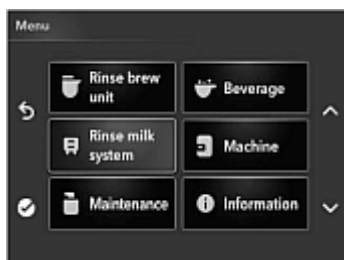 Menu
Rinse brew
unit
Beverage
Rinse milk
system
Machine
Maintenance
Information